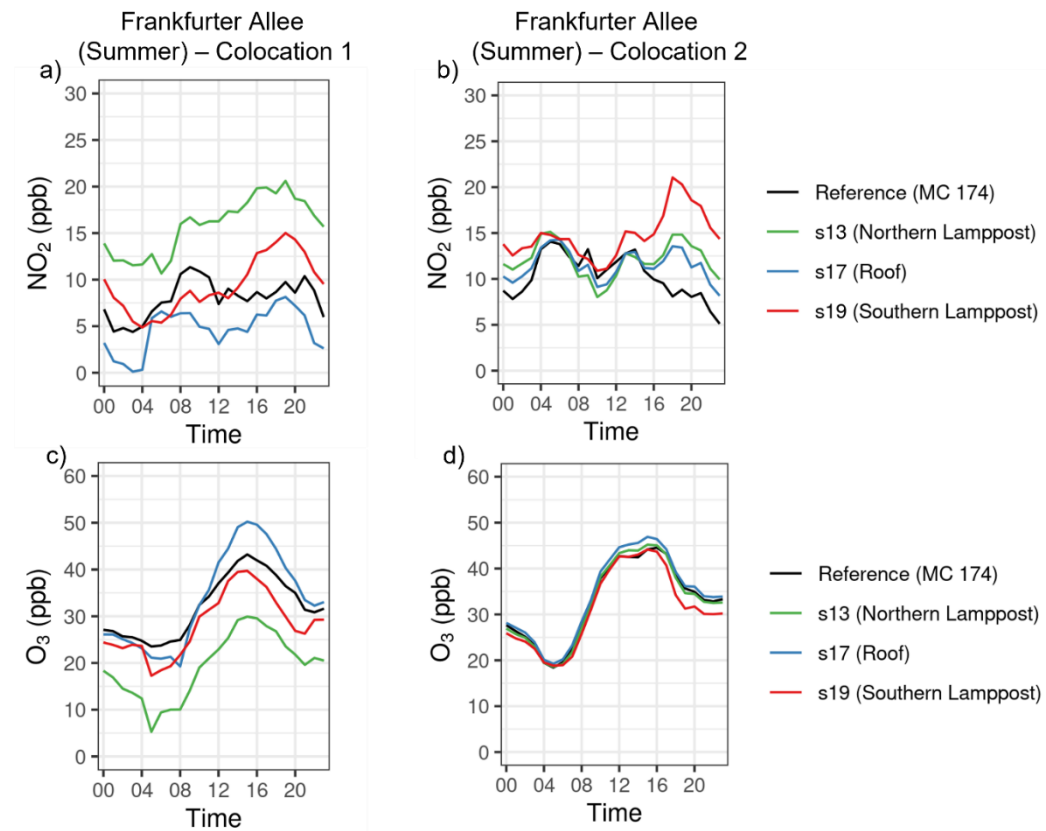 Frankfurter Allee
(Summer) – Colocation 1
Frankfurter Allee
(Summer) – Colocation 2
a)
30
25
20
15
10
5
0
NO₂ (ppb)
00 04 08 12 16 20
Time
b)
30
25
20
15
10
5
0
NO₂ (ppb)
00 04 08 12 16 20
Time
Reference (MC 174)
s13 (Northern Lamppost)
s17 (Roof)
s19 (Southern Lamppost)
c)
60
50
40
30
20
10
0
O₃ (ppb)
00 04 08 12 16 20
Time
d)
60
50
40
30
20
10
0
O₃ (ppb)
00 04 08 12 16 20
Time
Reference (MC 174)
s13 (Northern Lamppost)
s17 (Roof)
s19 (Southern Lamppost)